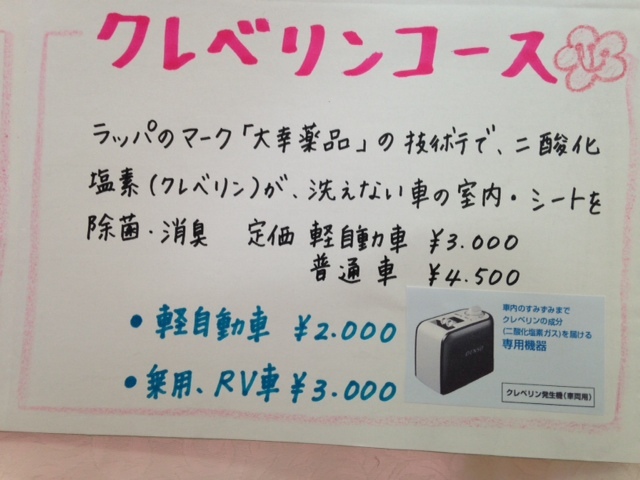 クレベリンコース
ラッパのマーク「大幸薬品」の技術で、二酸化
塩素(クレベリン)が、洗えない車の室内・シートを
除菌・消臭 定価 軽自動車 ¥3.000
普通車 ¥4.500
• 軽自動車 ¥2.000
• 乗用、RV車 ¥3.000
車内のすみずみまで
クレベリンの成分
(二酸化塩素ガス)を届ける
専用機器
クレベリン発生機(車両用)